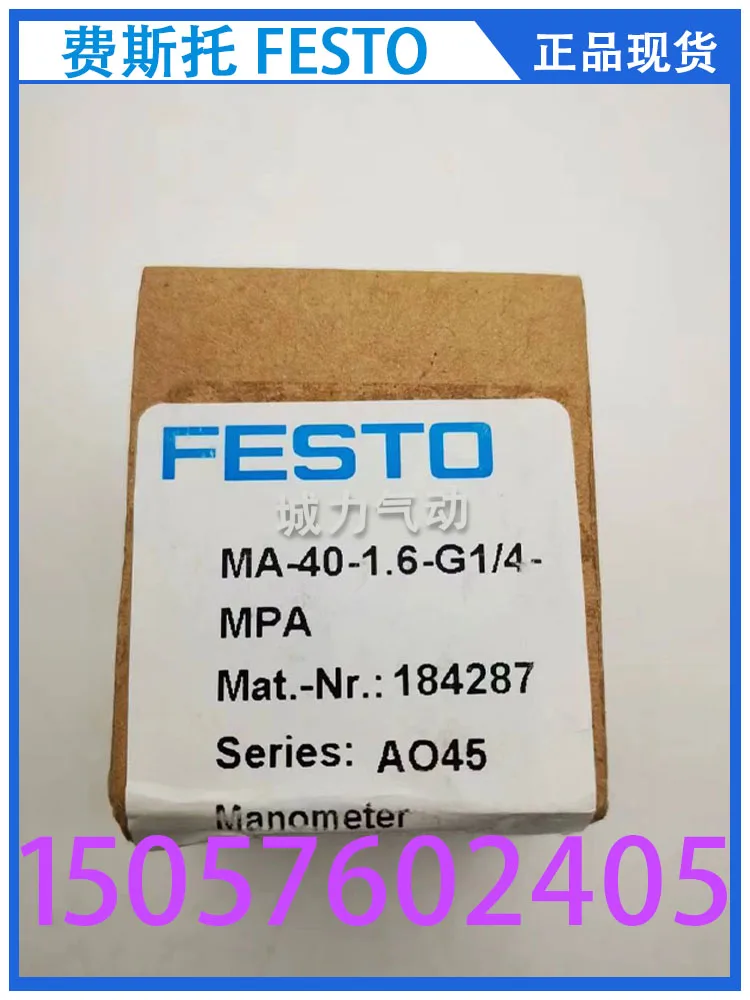 费斯托 FESTO
正品现货
FESTO
城力气动
MA-40-1.6-G1/4-
MPA
Mat.-Nr.: 184287
Series: AO45
Manometer
15057602405